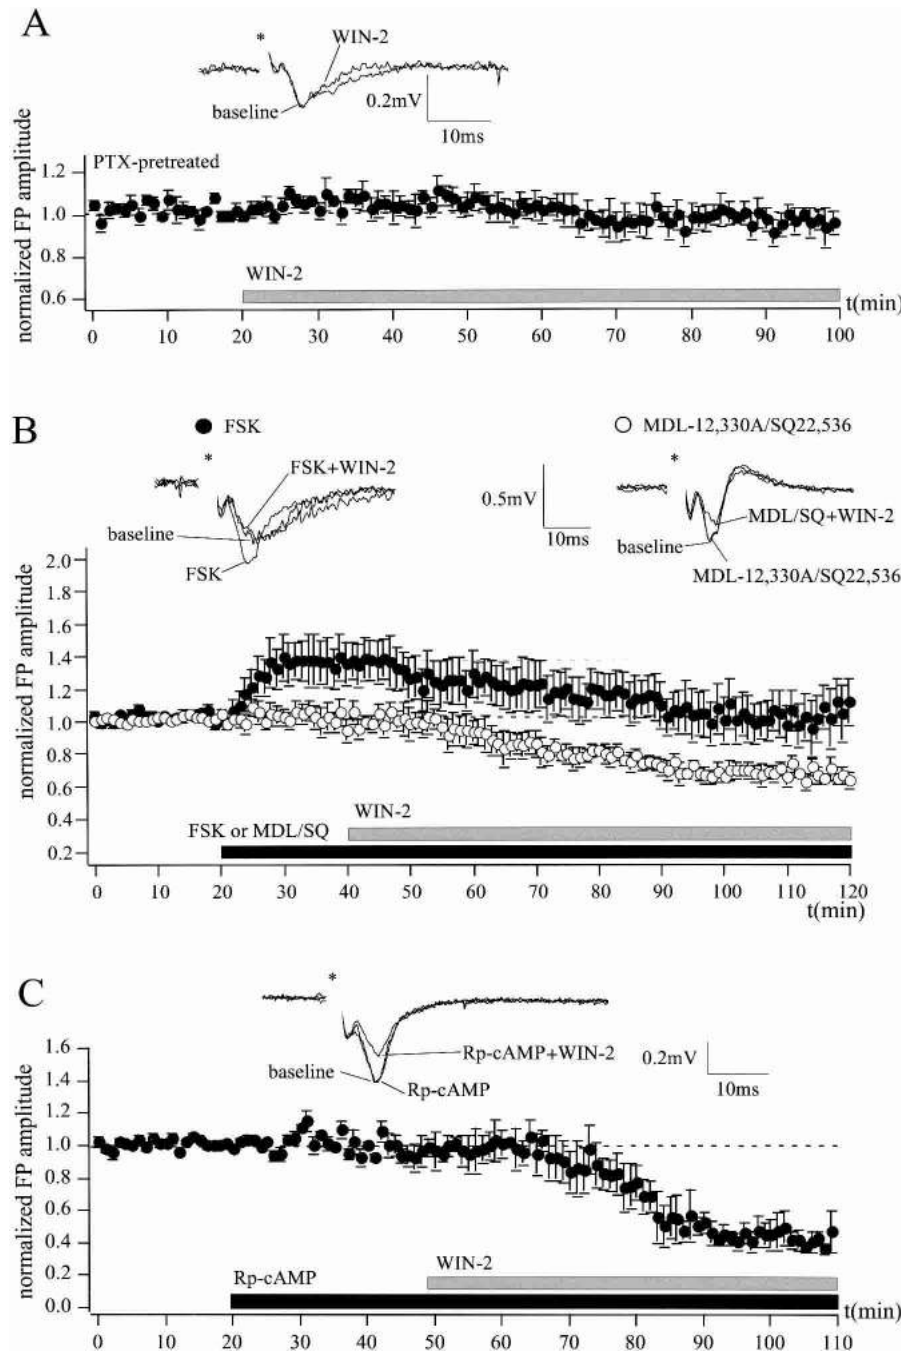 A
*
WIN-2
baseline
0.2mV
10ms
PTX-pretreated
normalized FP amplitude
1.2
1.0
0.8
0.6
WIN-2
t(min)
0 10 20 30 40 50 60 70 80 90 100
B
FSK
MDL-12,330A/SQ22,536
*
*
FSK+WIN-2
baseline
FSK
0.5mV
10ms
MDL/SQ+WIN-2
baseline
MDL-12,330A/SQ22,536
normalized FP amplitude
2.0
1.8
1.6
1.4
1.2
1.0
0.8
0.6
0.4
0.2
WIN-2
FSK or MDL/SQ
0 10 20 30 40 50 60 70 80 90 100 110 120
t(min)
C
*
Rp-cAMP+WIN-2
baseline
Rp-cAMP
0.2mV
10ms
normalized FP amplitude
1.6
1.4
1.2
1.0
0.8
0.6
0.4
0.2
0.0
WIN-2
Rp-cAMP
t(min)
0 10 20 30 40 50 60 70 80 90 100 110